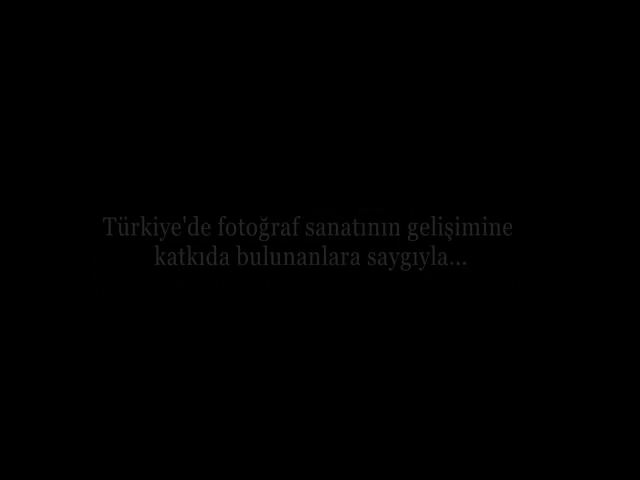 Türkiye'de fotoğraf sanatının gelişimine
katkıda bulunanlara saygıyla...